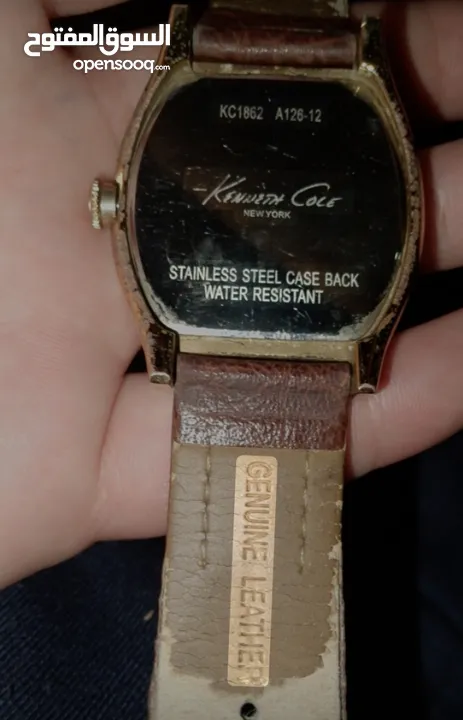 السوق المفتوح
opensooq.com
KC1862 A126-12
KENNETH COLE
NEW YORK
STAINLESS STEEL CASE BACK
WATER RESISTANT
GENUINE LEATHER